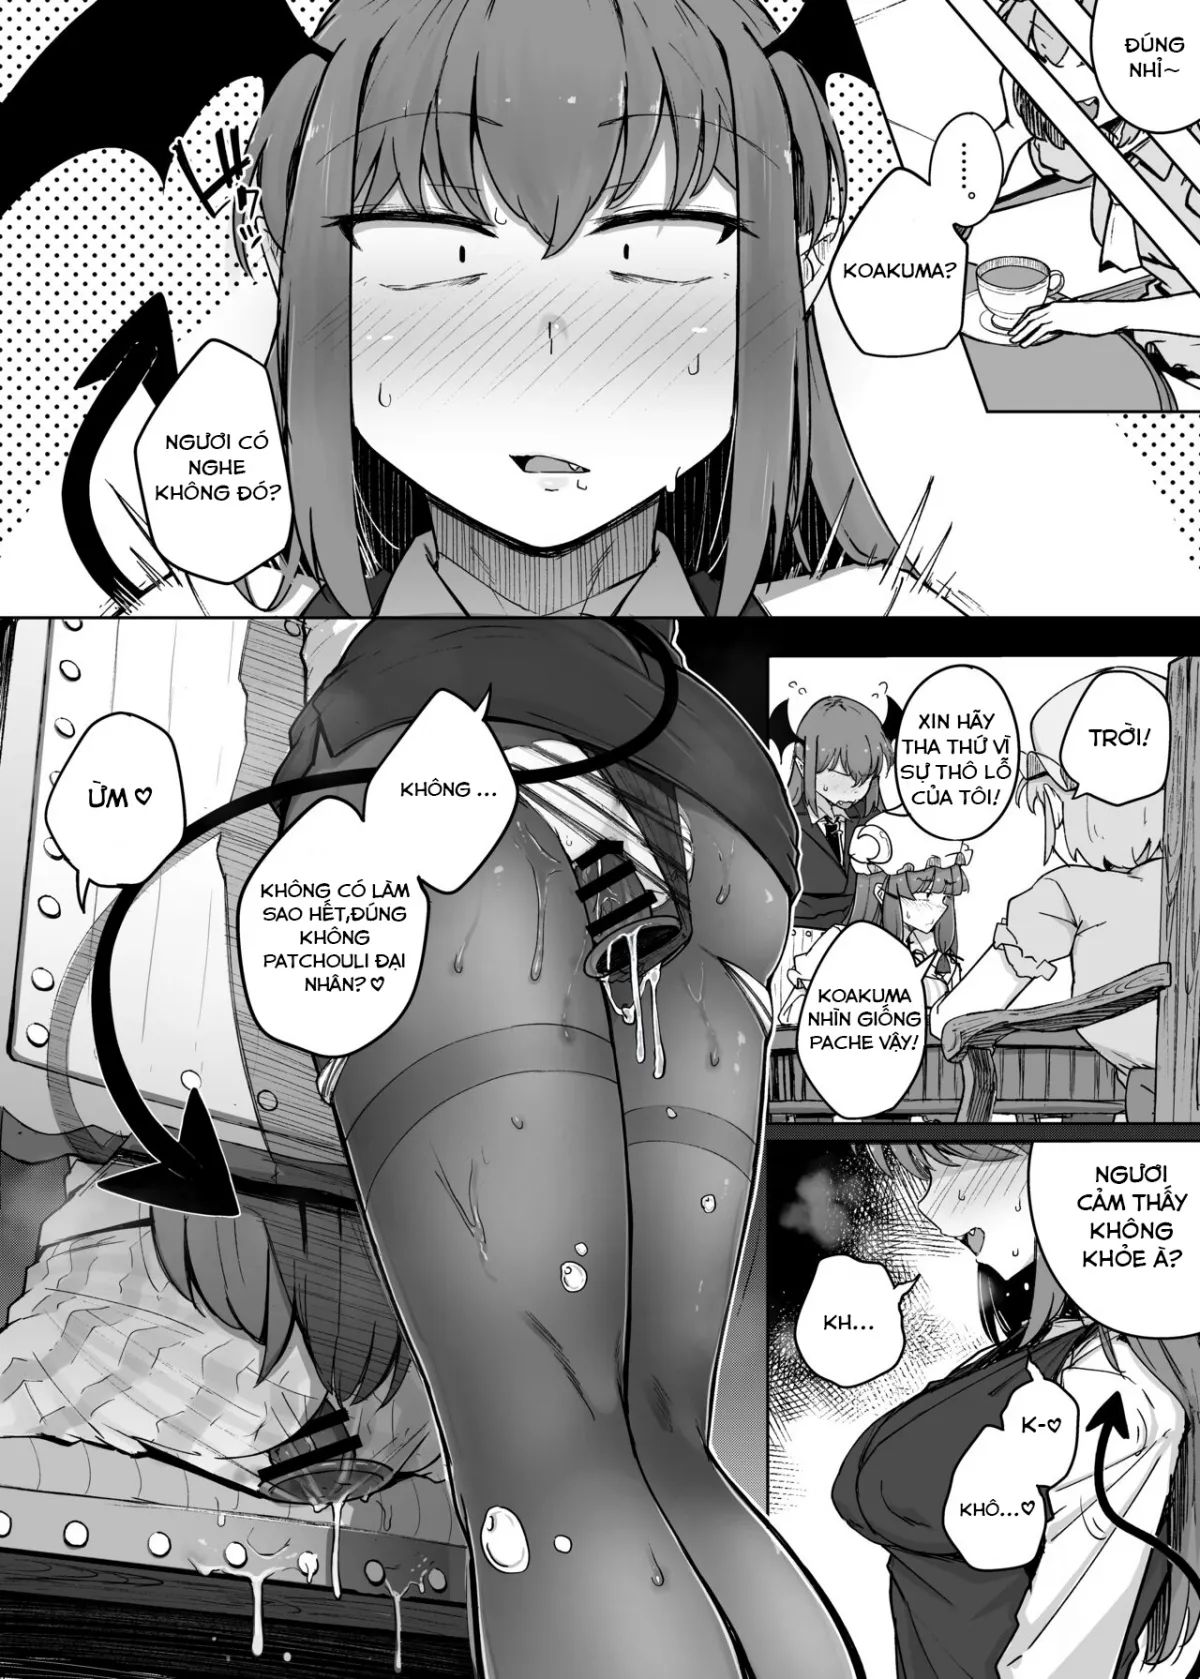 ĐÚNG
NHỈ~
.......
KOAKUMA?
NGƯƠI CÓ
NGHE
KHÔNG ĐÓ?
TRỜI!
XIN HÃY
THA THỨ VÌ
SỰ THÔ LỖ
CỦA TÔI!
KOAKUMA
NHÌN GIỐNG
PACHE VẬY!
NGƯƠI
CẢM THẤY
KHÔNG
KHỎE À?
KH...
K-♡
KHÔ...♡
KHÔNG ...
KHÔNG CÓ LÀM
SAO HẾT,ĐÚNG
KHÔNG
PATCHOULI ĐẠI
NHÂN?♡
ỪM♡